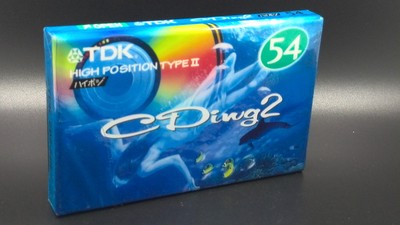 TDK
54
HIGH POSITION TYPE II
ハイポジ
CDing2